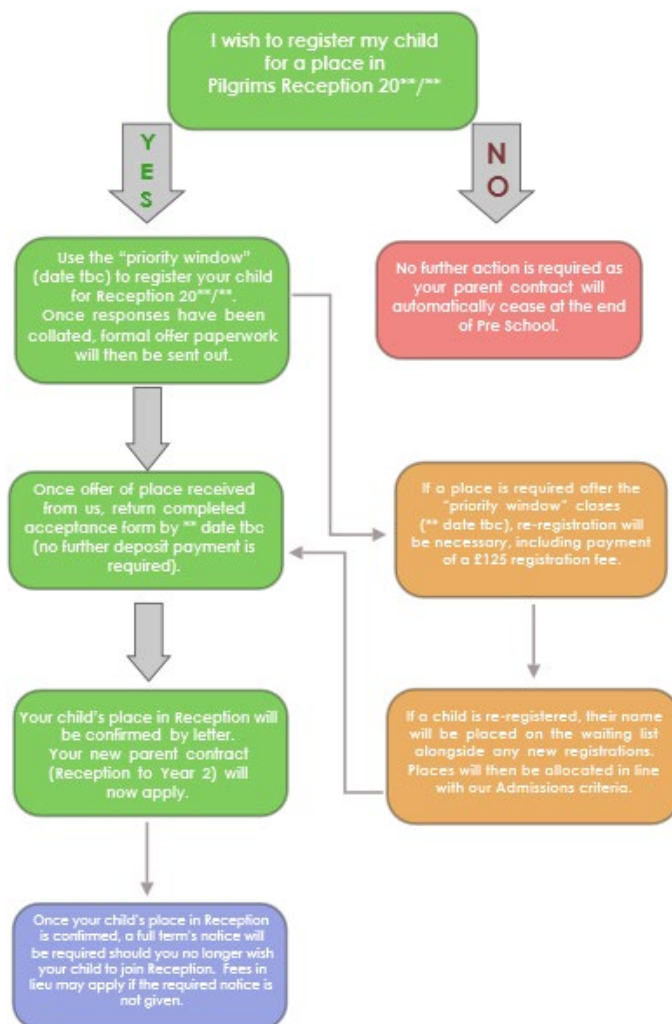 I wish to register my child
for a place in
Pilgrims Reception 20**/**
YES
NO
Use the “priority window”
(date tbc) to register your child
for Reception 20**/**.
Once responses have been
collated, formal offer paperwork
will then be sent out.
No further action is required as
your parent contract will
automatically cease at the end
of Pre School.
Once offer of place received
from us, return completed
acceptance form by ** date tbc
(no further deposit payment is
required).
If a place is required after the
“priority window” closes
(** date tbc), re-registration will
be necessary, including payment
of a £125 registration fee.
Your child’s place in Reception will
be confirmed by letter.
Your new parent contract
(Reception to Year 2) will
now apply.
If a child is re-registered, their name
will be placed on the waiting list
alongside any new registrations.
Places will then be allocated in line
with our Admissions criteria.
Once your child’s place in Reception
is confirmed, a full term’s notice will
be required should you no longer wish
your child to join Reception. Fees in
lieu may apply if the required notice is
not given.